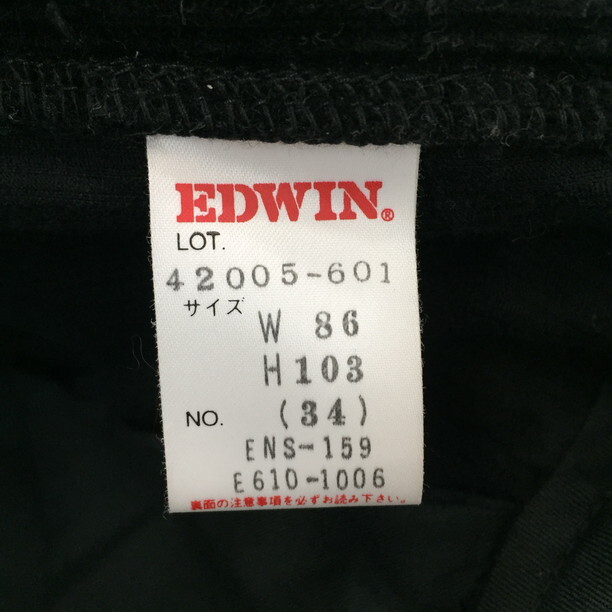 EDWIN®
LOT.
42005-601
サイズ W 86
H103
NO. (34)
ENS-159
E610-1006
裏面の注意事項を必ずお読み下さい。